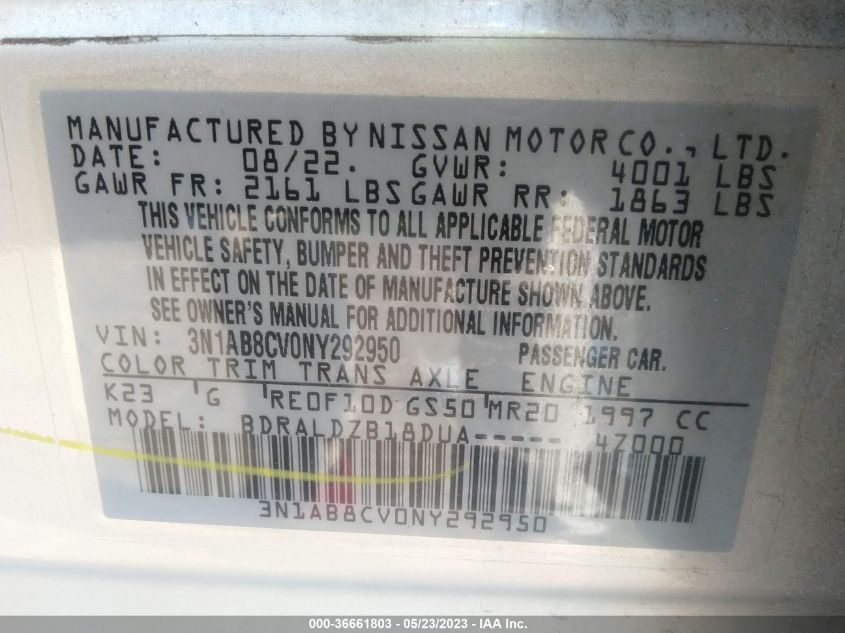 MANUFACTURED BY NISSAN MOTOR CO., LTD.
DATE: 08/22. GVWR: 4001 LBS
GAWR FR: 2161 LBS GAWR RR: 1863 LBS
THIS VEHICLE CONFORMS TO ALL APPLICABLE FEDERAL MOTOR
VEHICLE SAFETY, BUMPER AND THEFT PREVENTION STANDARDS
IN EFFECT ON THE DATE OF MANUFACTURE SHOWN ABOVE.
SEE OWNER'S MANUAL FOR ADDITIONAL INFORMATION.
VIN: 3N1AB8CV0NY292950 PASSENGER CAR.
COLOR TRIM TRANS AXLE ENGINE
K23 'G 'RE0F10D GS50'MR20 1997 CC
MODEL: BDRALDZB18DUA----- 47000
3N1AB8CV0NY292950
000-36661803 - 05/23/2023 - IAA Inc.